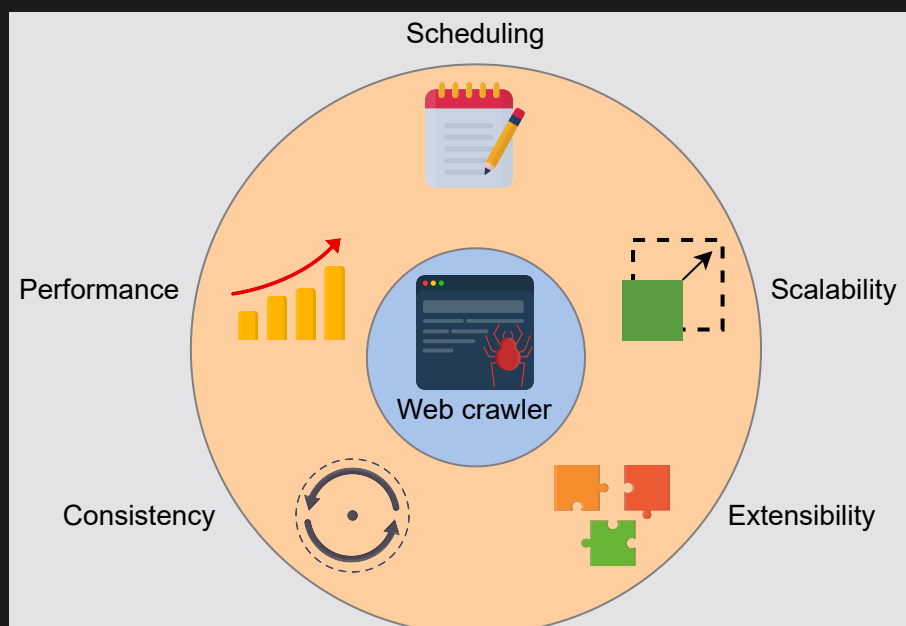 Scheduling
Performance
Scalability
Web crawler
Consistency
Extensibility